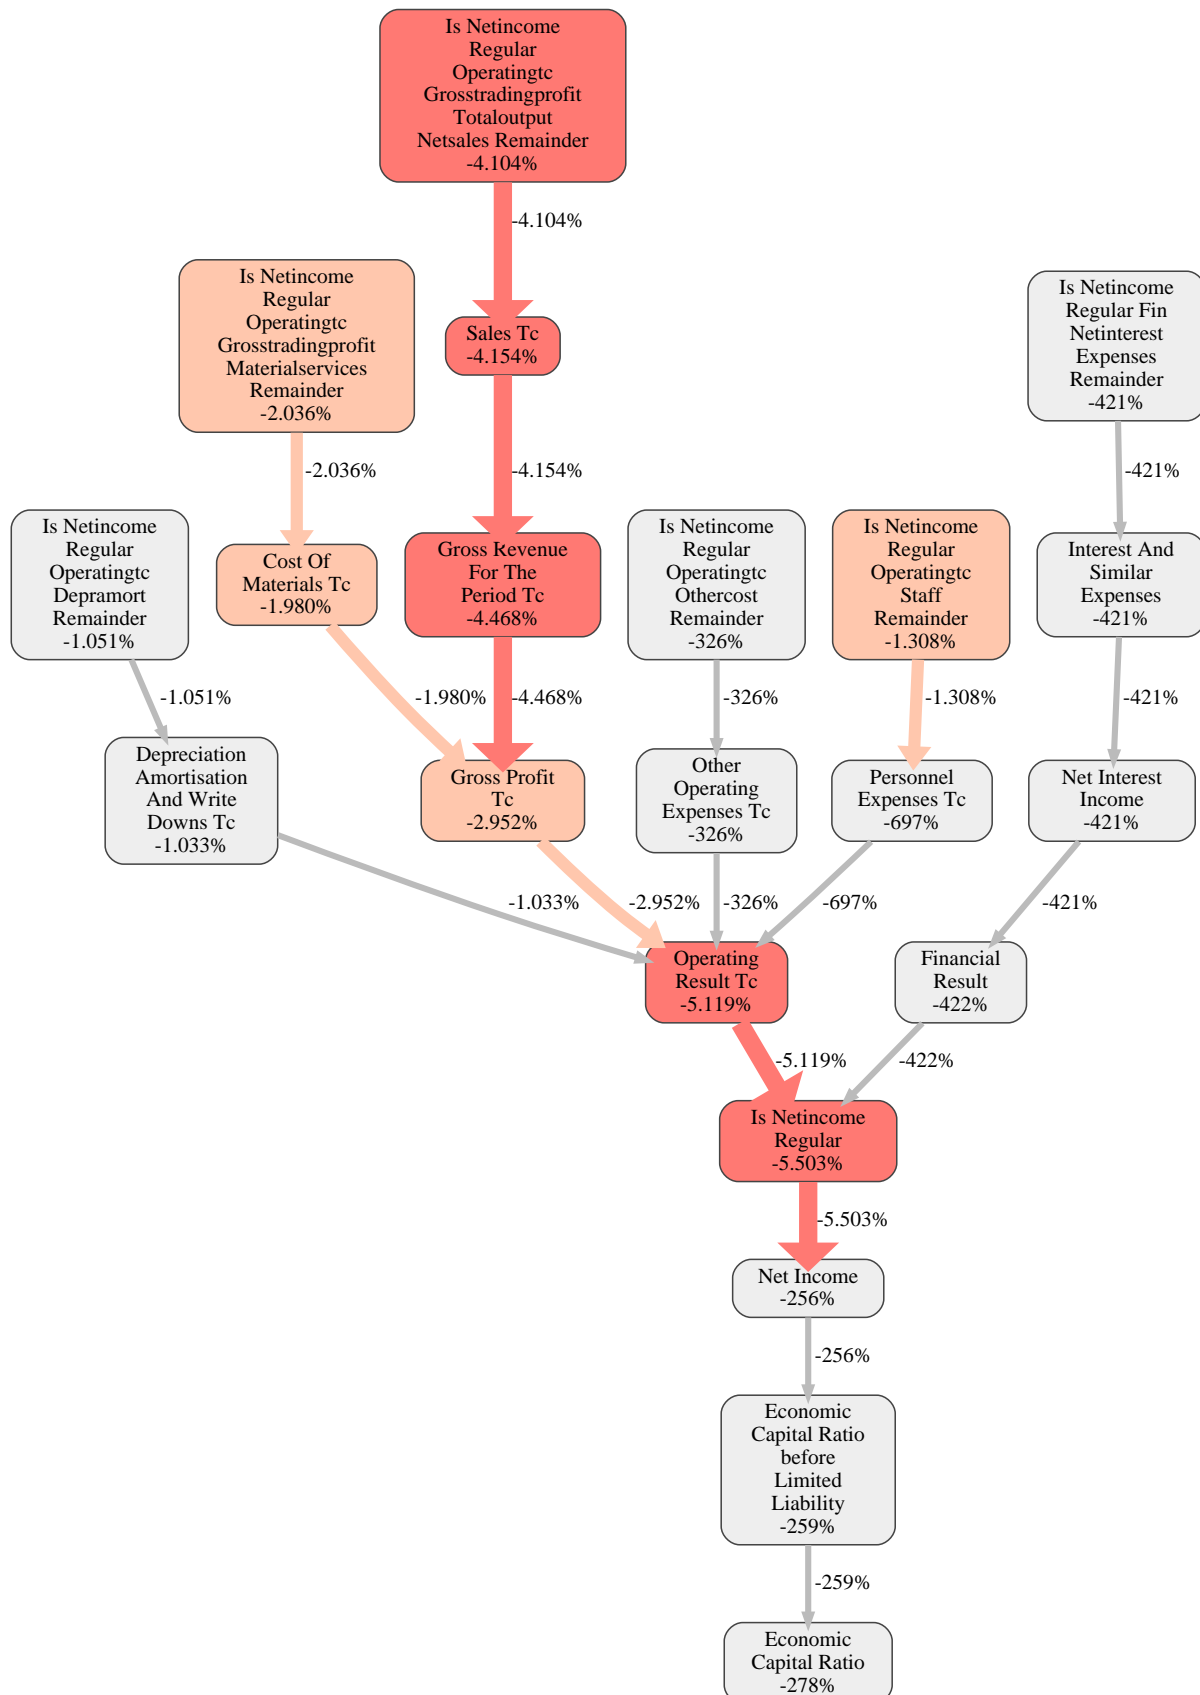 Is Netincome
Regular
Operatingtc
Grosstradingprofit
Totaloutput
Netsales Remainder
-4.104%
-4.104%
Is Netincome
Regular
Operatingtc
Grosstradingprofit
Materialservices
Remainder
-2.036%
Sales Tc
-4.154%
Is Netincome
Regular Fin
Netinterest
Expenses
Remainder
-421%
-2.036%
-4.154%
-421%
Is Netincome
Regular
Operatingtc
Depramort
Remainder
-1.051%
Cost Of
Materials Tc
-1.980%
Gross Revenue
For The
Period Tc
-4.468%
Is Netincome
Regular
Operatingtc
Othercost
Remainder
-326%
Is Netincome
Regular
Operatingtc
Staff
Remainder
-1.308%
Interest And
Similar
Expenses
-421%
-1.051%
-1.980%
-4.468%
-326%
-1.308%
-421%
Depreciation
Amortisation
And Write
Downs Tc
-1.033%
Gross Profit
Tc
-2.952%
Other
Operating
Expenses Tc
-326%
Personnel
Expenses Tc
-697%
Net Interest
Income
-421%
-1.033%
-2.952%
-326%
-697%
-421%
Operating
Result Tc
-5.119%
Financial
Result
-422%
-5.119%
-422%
Is Netincome
Regular
-5.503%
-5.503%
Net Income
-256%
-256%
Economic
Capital Ratio
before
Limited
Liability
-259%
-259%
Economic
Capital Ratio
-278%